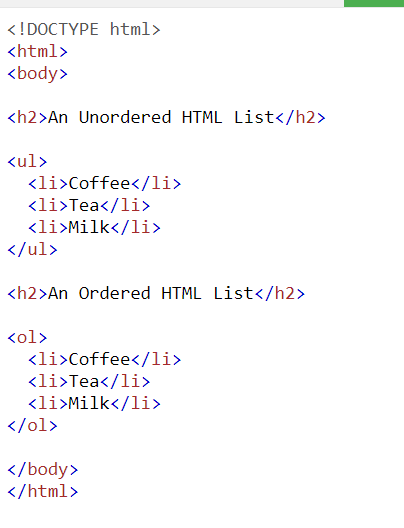 <!DOCTYPE html>
<html>
<body>

<h2>An Unordered HTML List</h2>

<ul>
  <li>Coffee</li>
  <li>Tea</li>
  <li>Milk</li>
</ul>

<h2>An Ordered HTML List</h2>

<ol>
  <li>Coffee</li>
  <li>Tea</li>
  <li>Milk</li>
</ol>

</body>
</html>